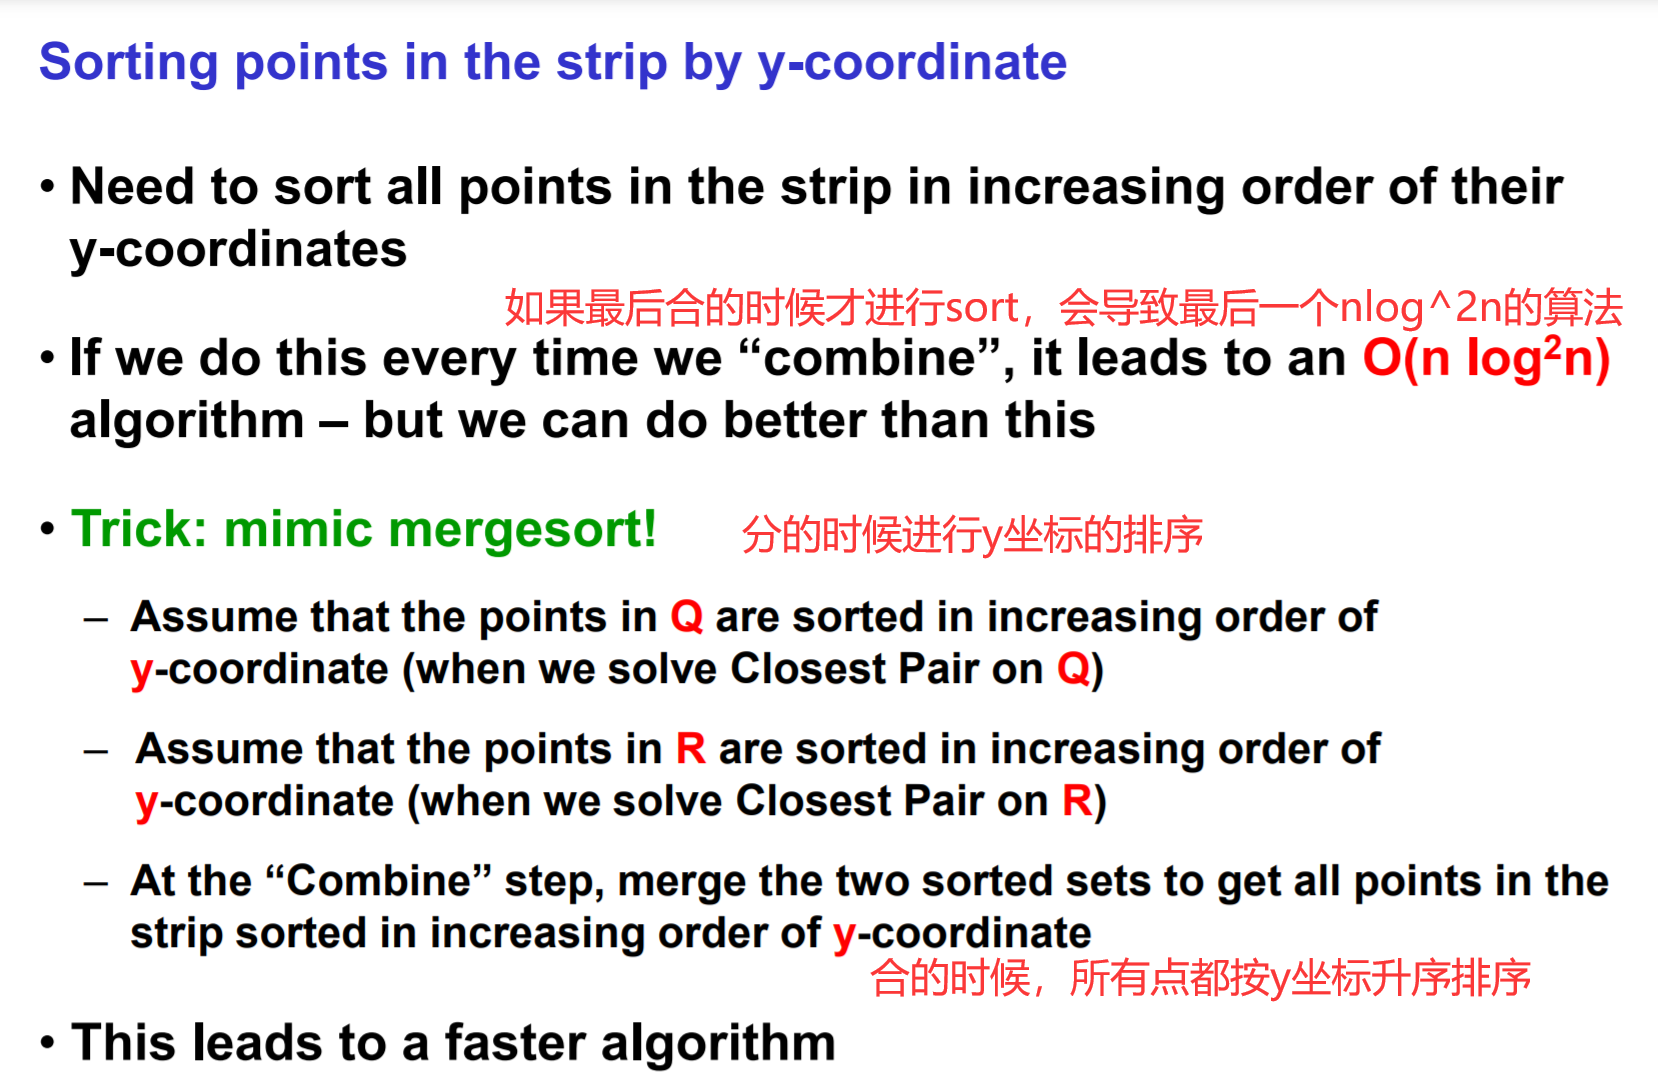 Sorting points in the strip by y-coordinate
• Need to sort all points in the strip in increasing order of their
y-coordinates
如果最后合的时候才进行sort，会导致最后一个nlog^2n的算法
• If we do this every time we “combine”, it leads to an O(n log²n)
algorithm – but we can do better than this
• Trick: mimic mergesort! 分的时候进行y坐标的排序
– Assume that the points in Q are sorted in increasing order of
y-coordinate (when we solve Closest Pair on Q)
– Assume that the points in R are sorted in increasing order of
y-coordinate (when we solve Closest Pair on R)
– At the “Combine” step, merge the two sorted sets to get all points in the
strip sorted in increasing order of y-coordinate
合的时候，所有点都按y坐标升序排序
• This leads to a faster algorithm